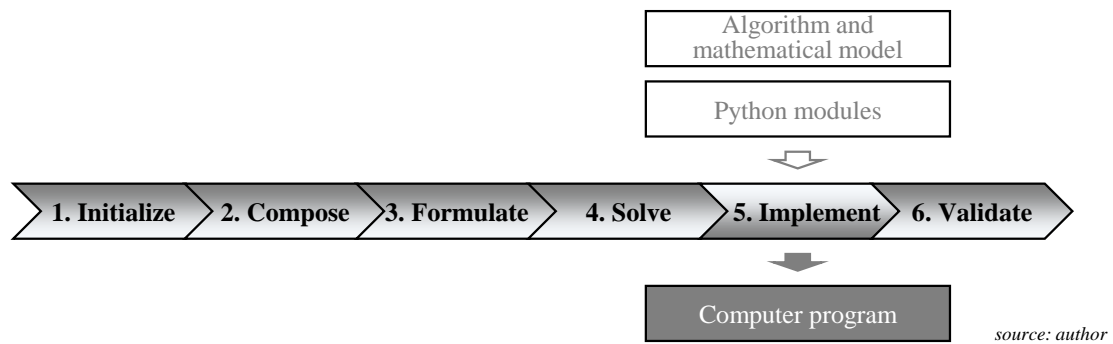 Algorithm and
mathematical model
Python modules
1. Initialize 2. Compose 3. Formulate 4. Solve 5. Implement 6. Validate
Computer program
source: author